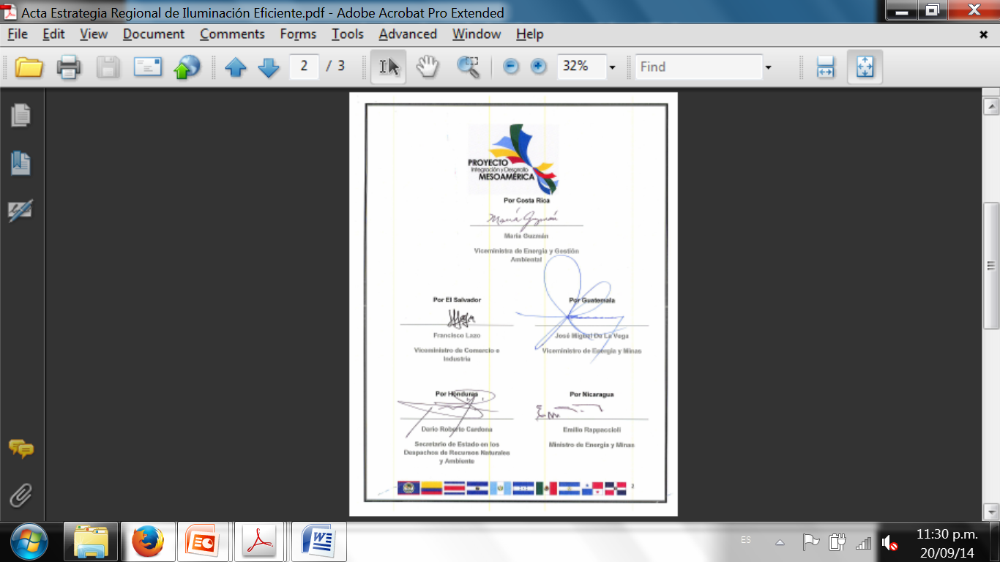 Acta Estrategia Regional de Iluminación Eficiente.pdf - Adobe Acrobat Pro Extended
File Edit View Document Comments Forms Tools Advanced Window Help
2 / 3 32% Find
PROYECTO
Integración y Desarrollo
MESOAMÉRICA
Por Costa Rica
María Guzmán
María Guzmán
Viceministra de Energía y Gestión
Ambiental
Por El Salvador
Francisco Lazo
Viceministro de Comercio e
Industria
Por Guatemala
José Miguel De La Vega
Viceministro de Energía y Minas
Por Honduras
Darío Roberto Cardona
Secretario de Estado en los
Despachos de Recursos Naturales
y Ambiente
Por Nicaragua
Emilio Rappaccioli
Ministro de Energía y Minas
2
ES
11:30 p.m.
20/09/14